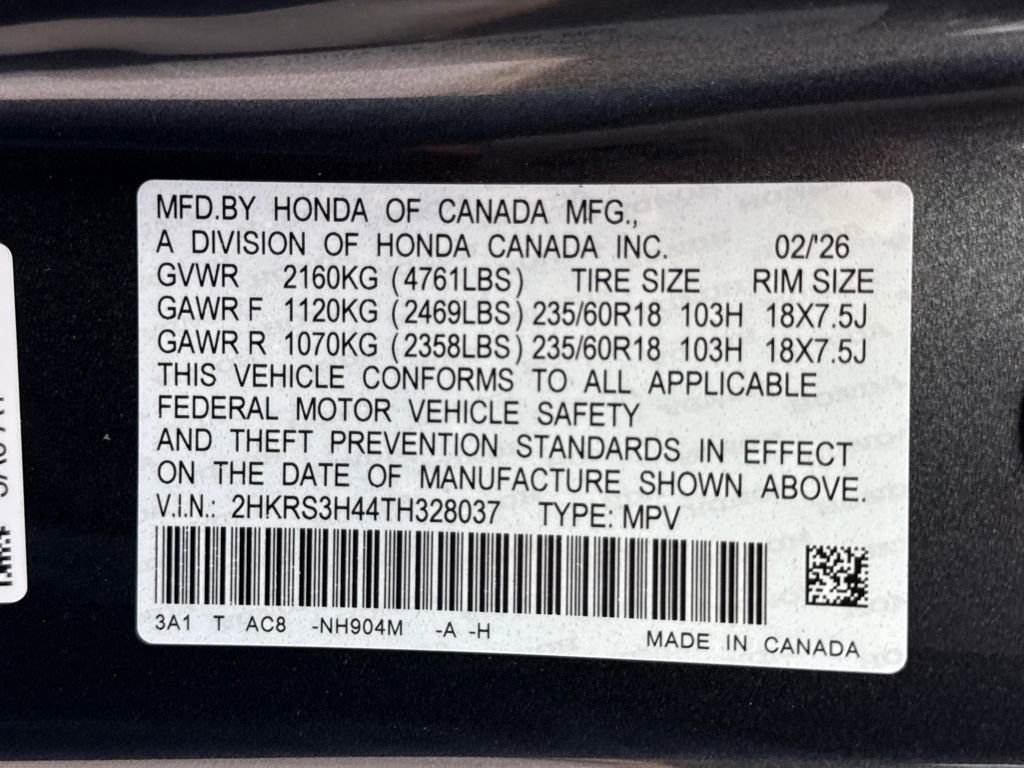 MFD.BY HONDA OF CANADA MFG.,
A DIVISION OF HONDA CANADA INC. 02/'26
GVWR 2160KG (4761LBS) TIRE SIZE RIM SIZE
GAWR F 1120KG (2469LBS) 235/60R18 103H 18X7.5J
GAWR R 1070KG (2358LBS) 235/60R18 103H 18X7.5J
THIS VEHICLE CONFORMS TO ALL APPLICABLE
FEDERAL MOTOR VEHICLE SAFETY
AND THEFT PREVENTION STANDARDS IN EFFECT
ON THE DATE OF MANUFACTURE SHOWN ABOVE.
V.I.N.: 2HKRS3H44TH328037 TYPE: MPV
3A1 T AC8 -NH904M -A -H
MADE IN CANADA